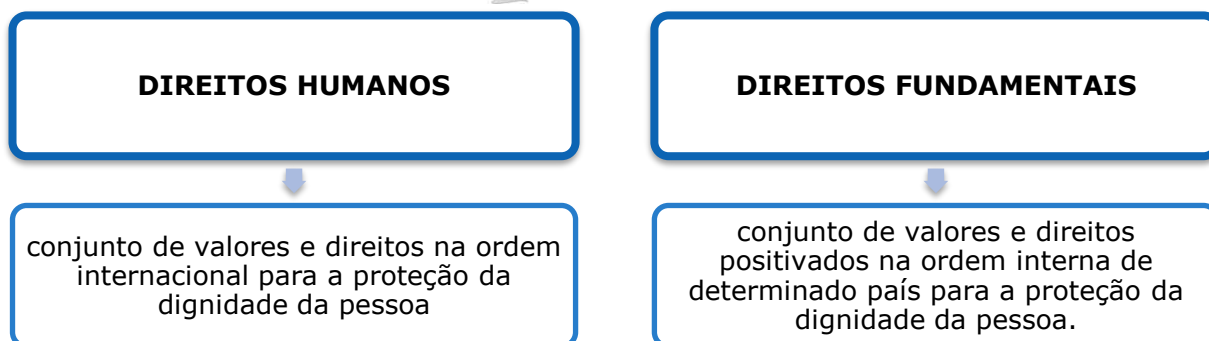 DIREITOS HUMANOS
conjunto de valores e direitos na ordem
internacional para a proteção da
dignidade da pessoa
DIREITOS FUNDAMENTAIS
conjunto de valores e direitos
positivados na ordem interna de
determinado país para a proteção da
dignidade da pessoa.